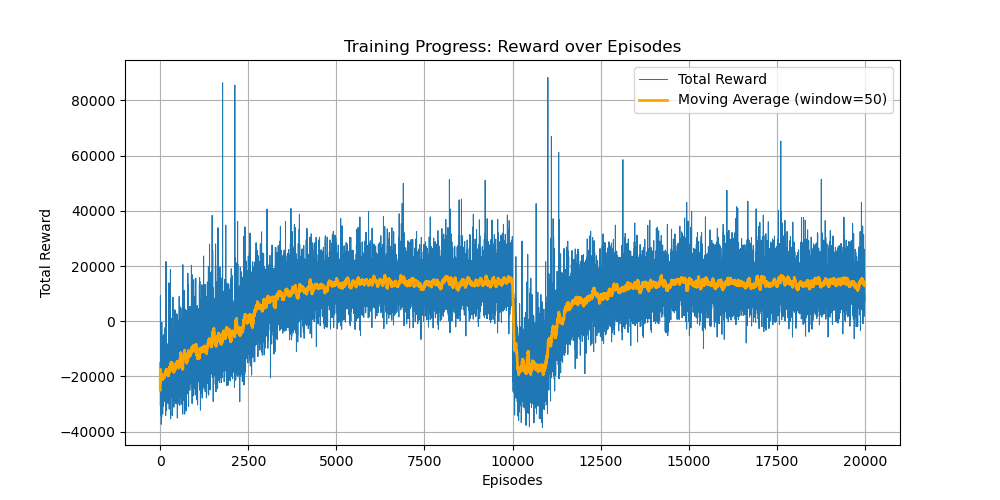 Training Progress: Reward over Episodes
Total Reward
Moving Average (window=50)
Total Reward
80000
60000
40000
20000
0
−20000
−40000
0 2500 5000 7500 10000 12500 15000 17500 20000
Episodes